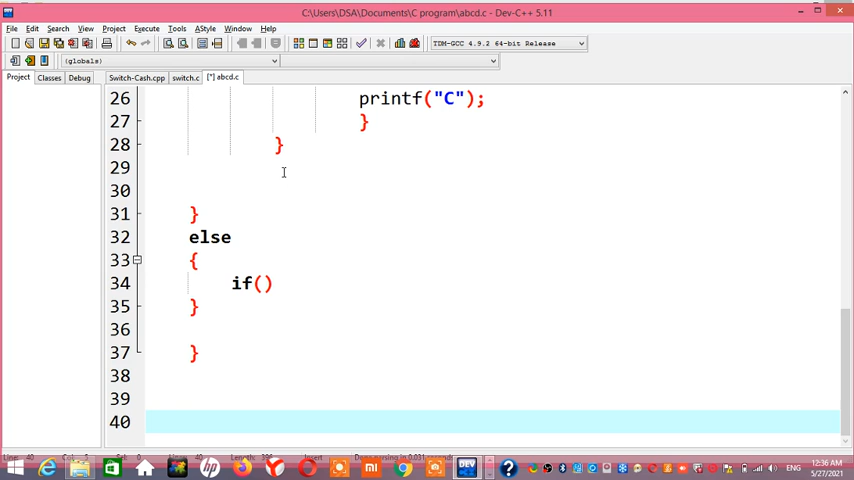 C:\Users\DSA\Documents\C program\abcd.c - Dev-C++ 5.11
File Edit Search View Project Execute Tools AStyle Window Help
TDM-GCC 4.9.2 64-bit Release
(globals)
Project Classes Debug Switch-Cash.cpp switch.c [*] abcd.c
26 printf("C");
27 }
28 }
29
30
31 }
32 else
33 {
34 if()
35 }
36
37 }
38
39
40
hp mi DEV ? ENG 12:36 AM
5/27/2021